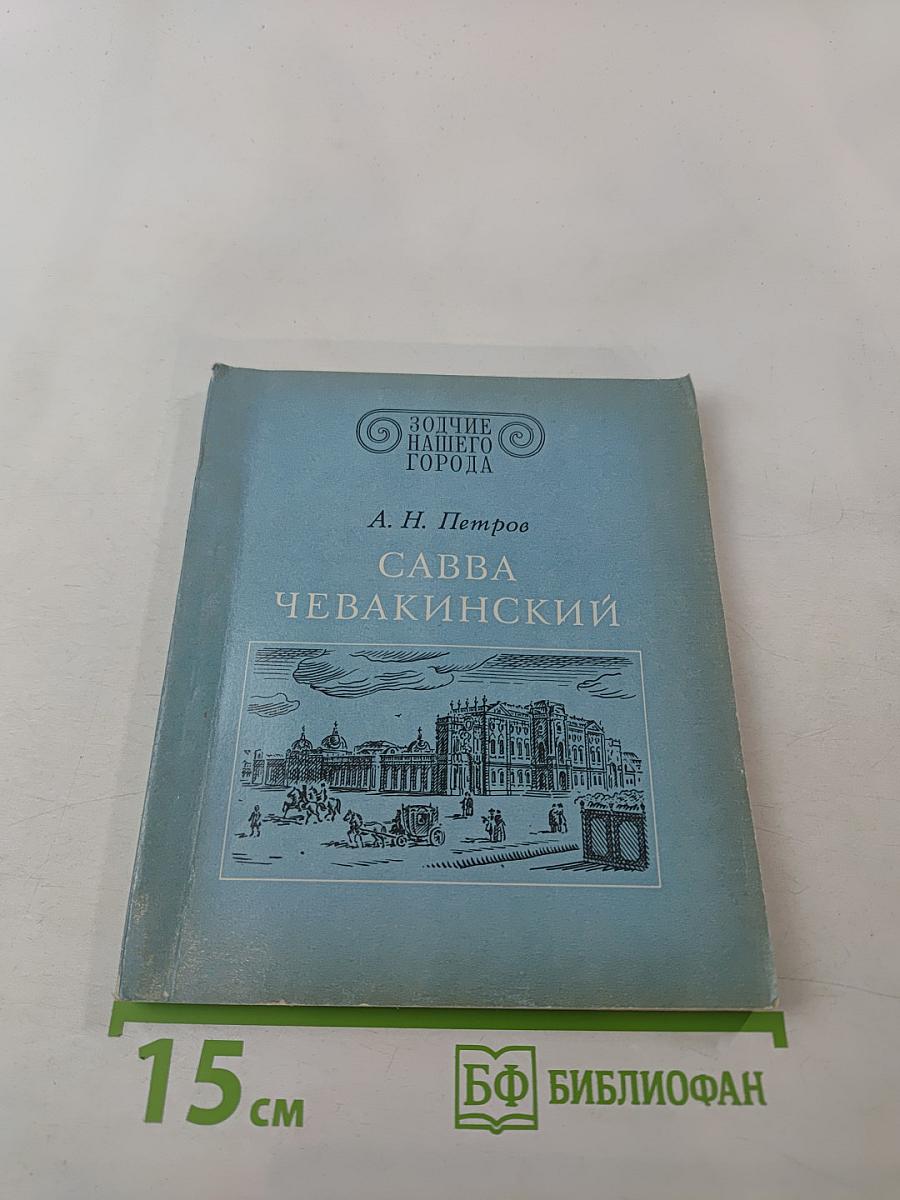 ЗОДЧИЕ
НАШЕГО
ГОРОДА
А. Н. Петров
САВВА
ЧЕВАКИНСКИЙ
15 см
БФ БИБЛИОФАН